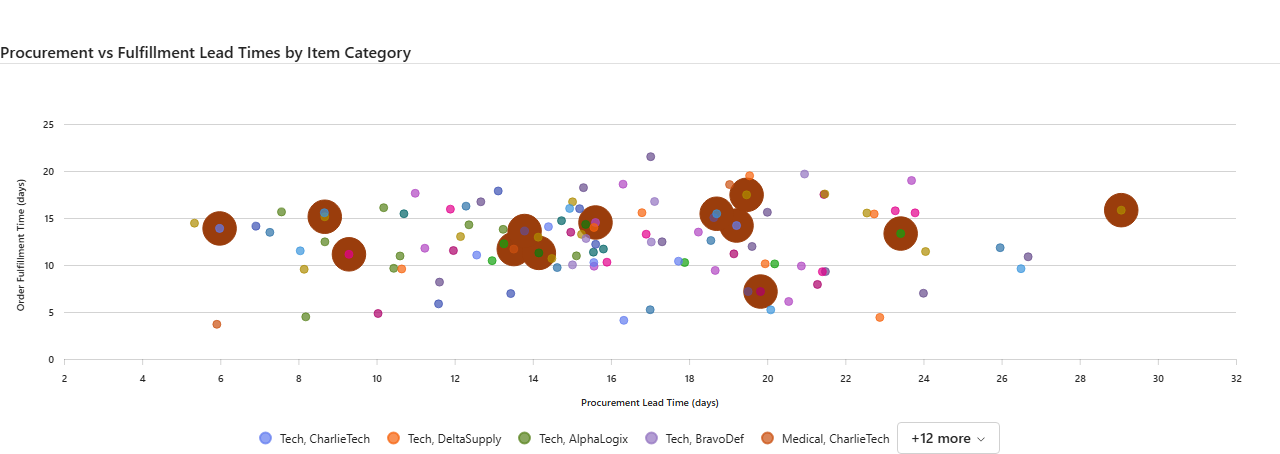 Procurement vs Fulfillment Lead Times by Item Category
Order Fulfillment Time (days)
25
20
15
10
5
0
2 4 6 8 10 12 14 16 18 20 22 24 26 28 30 32
Procurement Lead Time (days)
Tech, CharlieTech Tech, DeltaSupply Tech, AlphaLogix Tech, BravoDef Medical, CharlieTech +12 more